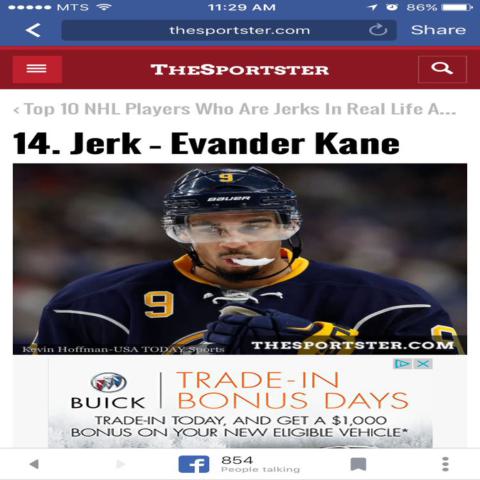 MTS 11:29 AM 86%
thesportster.com Share
THESPORTSTER
‹ Top 10 NHL Players Who Are Jerks In Real Life A...
14. Jerk - Evander Kane
9
BAUER
9
9
Kevin Hoffman-USA TODAY Sports
THESPORTSTER.COM
BUICK
TRADE-IN
BONUS DAYS
TRADE-IN TODAY, AND GET A $1,000
BONUS ON YOUR NEW ELIGIBLE VEHICLE*
f 854
People talking